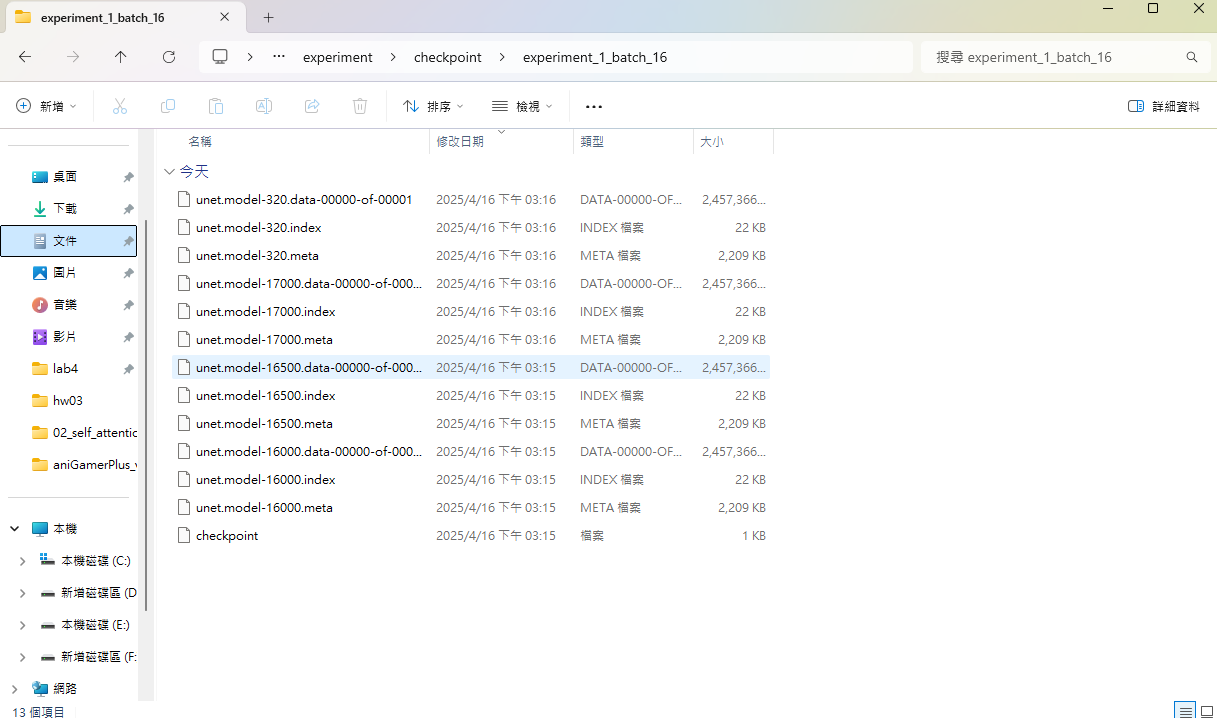 experiment_1_batch_16
experiment checkpoint experiment_1_batch_16 搜尋 experiment_1_batch_16
新增 排序 檢視 詳細資料
名稱 修改日期 類型 大小
今天
unet.model-320.data-00000-of-00001 2025/4/16 下午 03:16 DATA-00000-OF... 2,457,366...
unet.model-320.index 2025/4/16 下午 03:16 INDEX 檔案 22 KB
unet.model-320.meta 2025/4/16 下午 03:16 META 檔案 2,209 KB
unet.model-17000.data-00000-of-000... 2025/4/16 下午 03:16 DATA-00000-OF... 2,457,366...
unet.model-17000.index 2025/4/16 下午 03:16 INDEX 檔案 22 KB
unet.model-17000.meta 2025/4/16 下午 03:16 META 檔案 2,209 KB
unet.model-16500.data-00000-of-000... 2025/4/16 下午 03:15 DATA-00000-OF... 2,457,366...
unet.model-16500.index 2025/4/16 下午 03:15 INDEX 檔案 22 KB
unet.model-16500.meta 2025/4/16 下午 03:15 META 檔案 2,209 KB
unet.model-16000.data-00000-of-000... 2025/4/16 下午 03:15 DATA-00000-OF... 2,457,366...
unet.model-16000.index 2025/4/16 下午 03:15 INDEX 檔案 22 KB
unet.model-16000.meta 2025/4/16 下午 03:15 META 檔案 2,209 KB
checkpoint 2025/4/16 下午 03:15 檔案 1 KB
桌面
下載
文件
圖片
音樂
影片
lab4
hw03
02_self_attentic
aniGamerPlus_v
本機
本機磁碟 (C:)
新增磁碟區 (D
本機磁碟 (E:)
新增磁碟區 (F:
網路
13 個項目